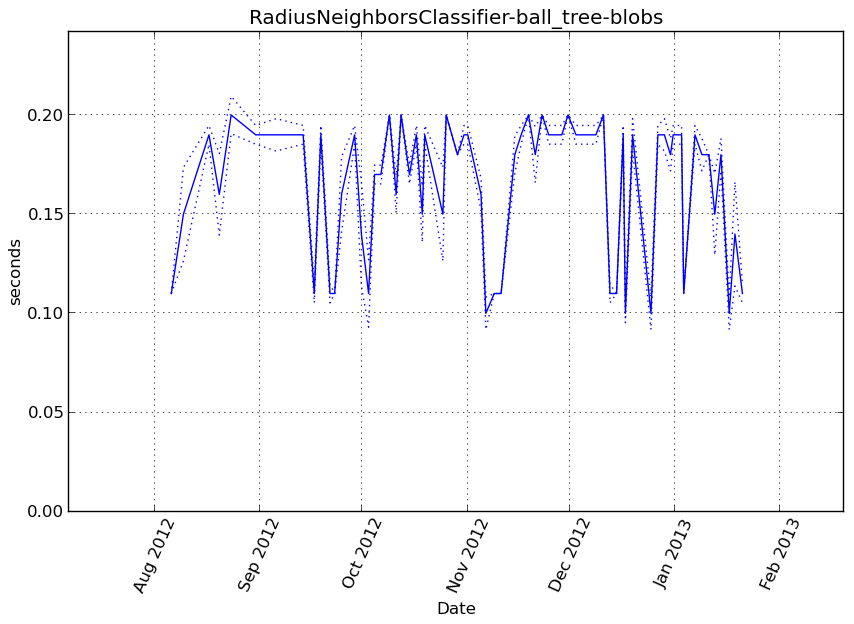 RadiusNeighborsClassifier-ball_tree-blobs
0.20
0.15
0.10
0.05
0.00
seconds
Aug 2012
Sep 2012
Oct 2012
Nov 2012
Dec 2012
Jan 2013
Feb 2013
Date